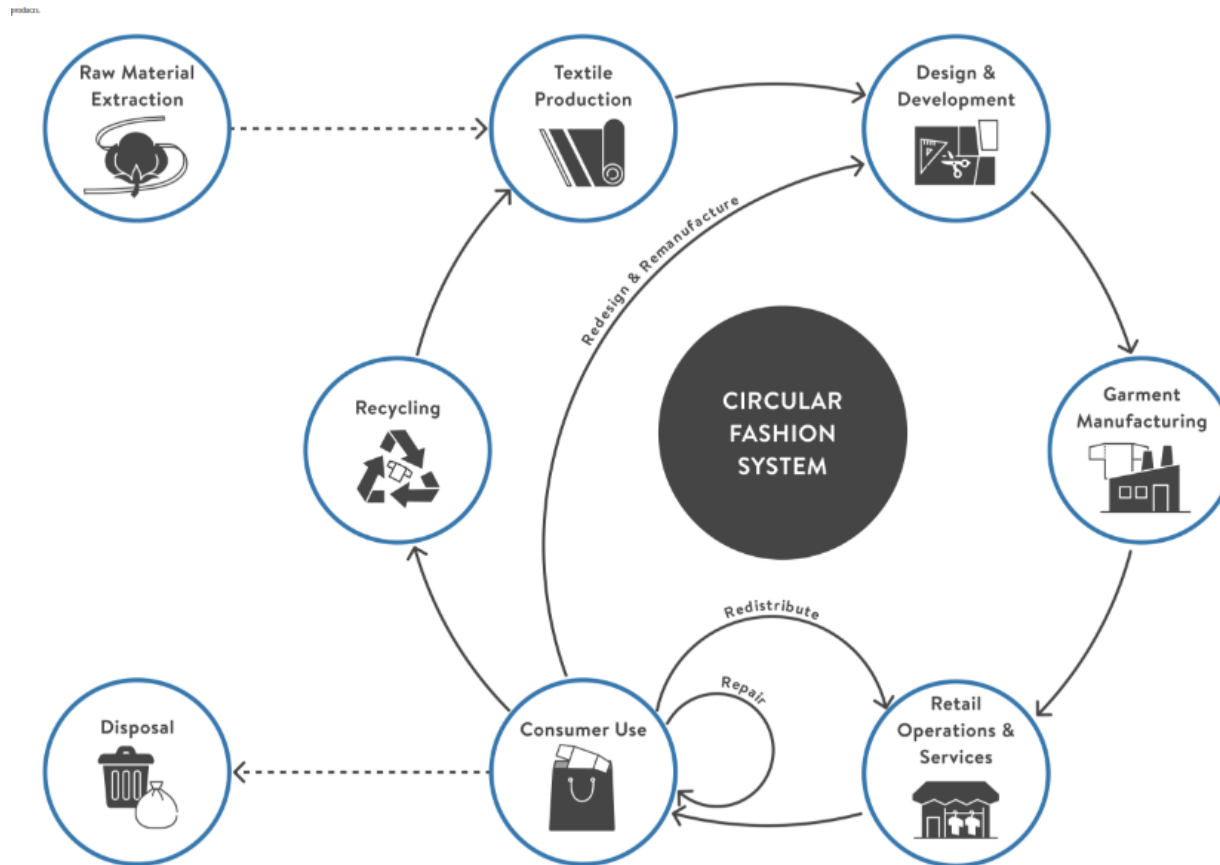 products.
Raw Material
Extraction
Textile
Production
Design &
Development
Redesign & Remanufacture
Recycling
CIRCULAR
FASHION
SYSTEM
Garment
Manufacturing
Redistribute
Repair
Disposal
Consumer Use
Retail
Operations &
Services